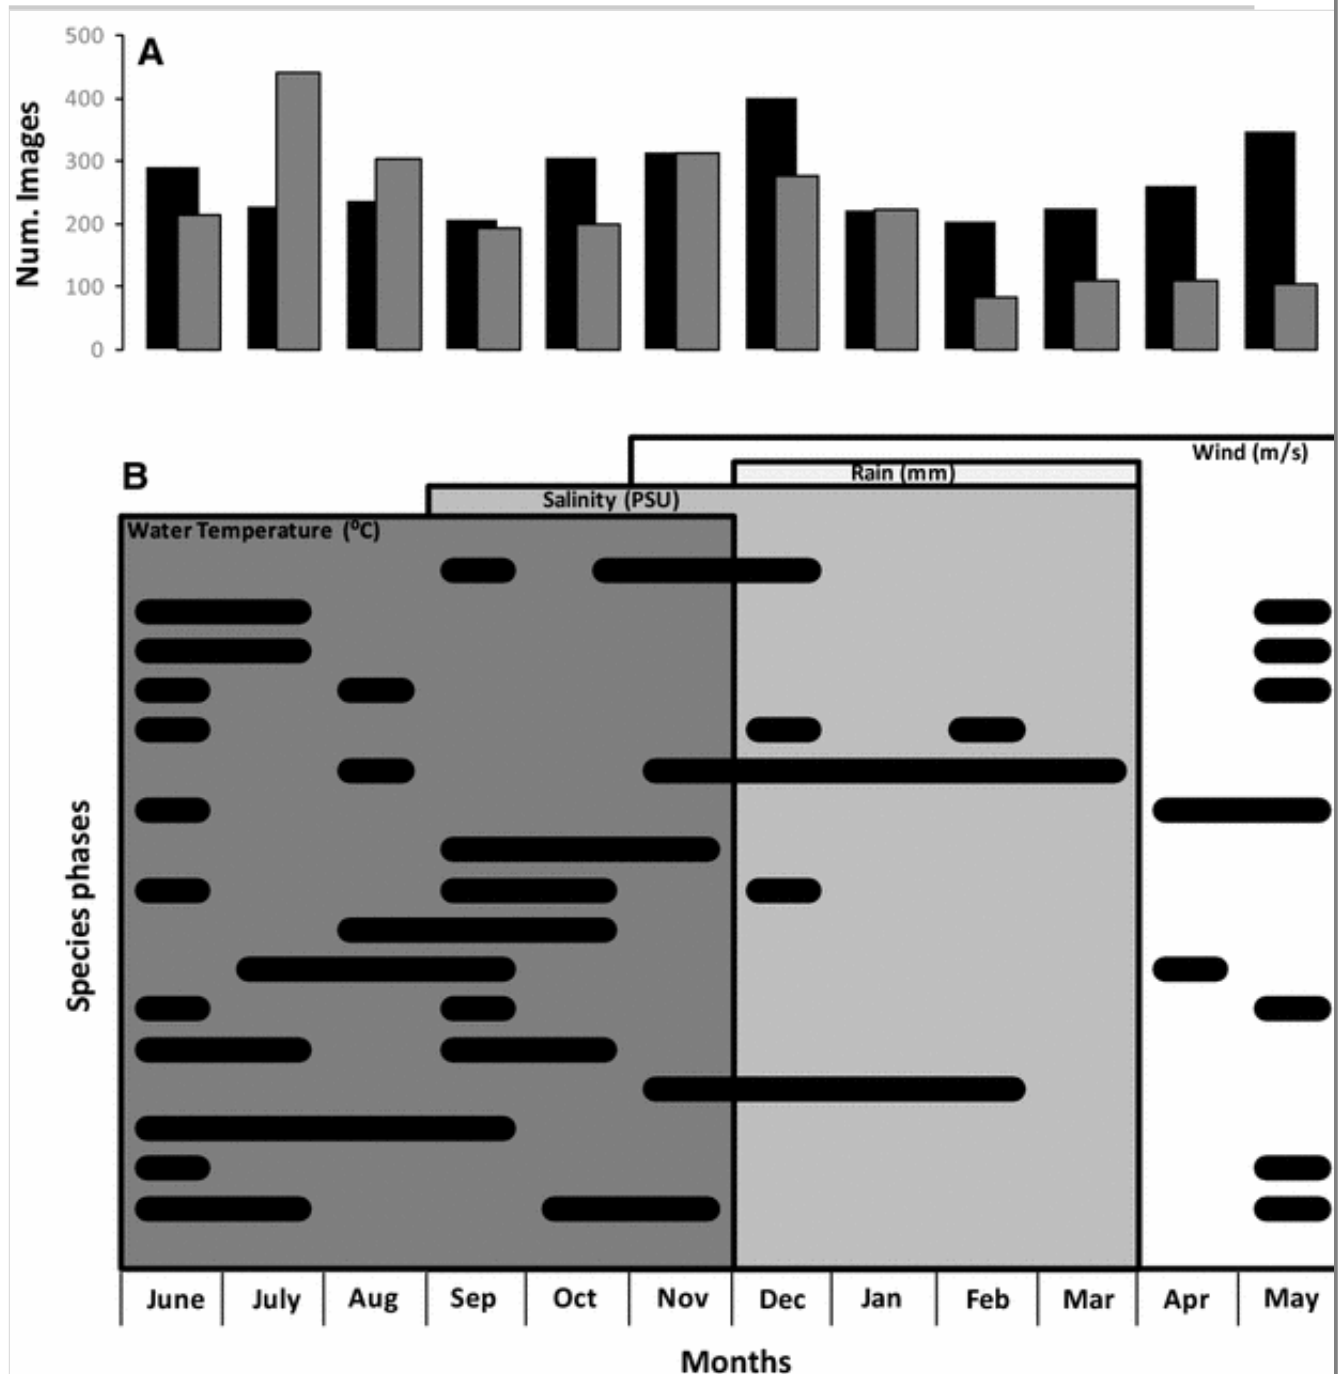 A
Num. Images
500
400
300
200
100
0
B
Wind (m/s)
Rain (mm)
Salinity (PSU)
Water Temperature (⁰C)
Species phases
June July Aug Sep Oct Nov Dec Jan Feb Mar Apr May
Months